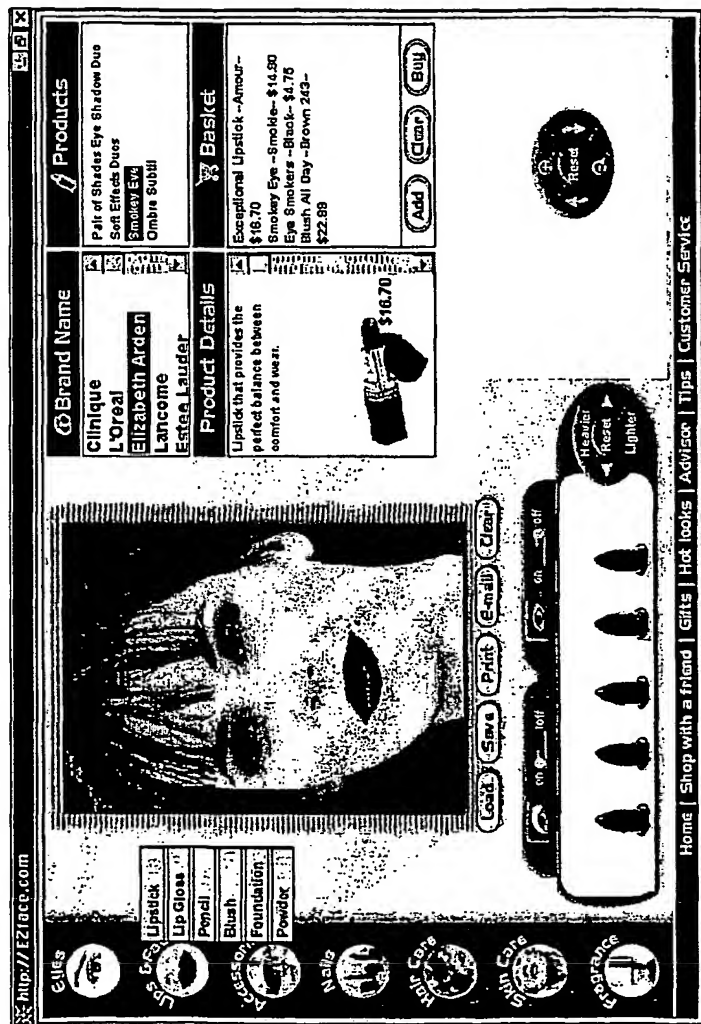 http://EZface.com
Eyes
Lips & Fa
Accessori
Nails
Hair Care
Skin Care
Fragrance
Lipstick
Lip Gloss
Pencil
Blush
Foundation
Powder
Load
Save
Print
E-mail
Clear
on
off
on
off
Heavier
Reset
Lighter
Brand Name
Clinique
L'Oreal
Elizabeth Arden
Lancome
Estee Lauder
Products
Pair of Shades Eye Shadow Duo
Soft Effects Duos
Smokey Eye
Ombre Subtil
Product Details
Lipstick that provides the
perfect balance between
comfort and wear.
$16.70
Basket
Exceptional Lipstick --Amour--
$16.70
Smokey Eye --Smokie-- $14.90
Eye Smokers --Black-- $4.75
Blush All Day --Brown 243--
$22.99
Add
Clear
Buy
Reset
Home | Shop with a friend | Gifts | Hot looks | Advisor | Tips | Customer Service